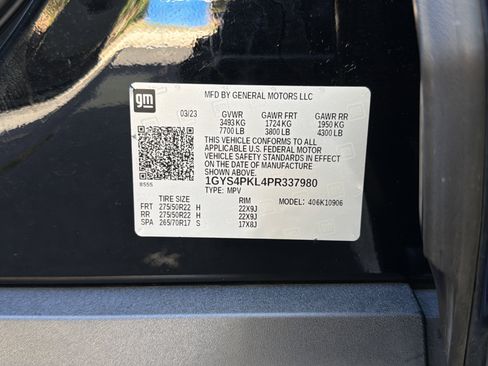 gm
MFD BY GENERAL MOTORS LLC
03/23 GVWR GAWR FRT GAWR RR
3493 KG 1724 KG 1950 KG
7700 LB 3800 LB 4300 LB
THIS VEHICLE CONFORMS TO ALL
APPLICABLE U.S. FEDERAL MOTOR
VEHICLE SAFETY STANDARDS IN EFFECT
ON THE DATE OF MANUFACTURE
SHOWN ABOVE.
1GYS4PKL4PR337980
TYPE: MPV
TIRE SIZE RIM MODEL: 406K10906
FRT 275/50R22 H 22X9J
RR 275/50R22 H 22X9J
SPA 265/70R17 S 17X8J